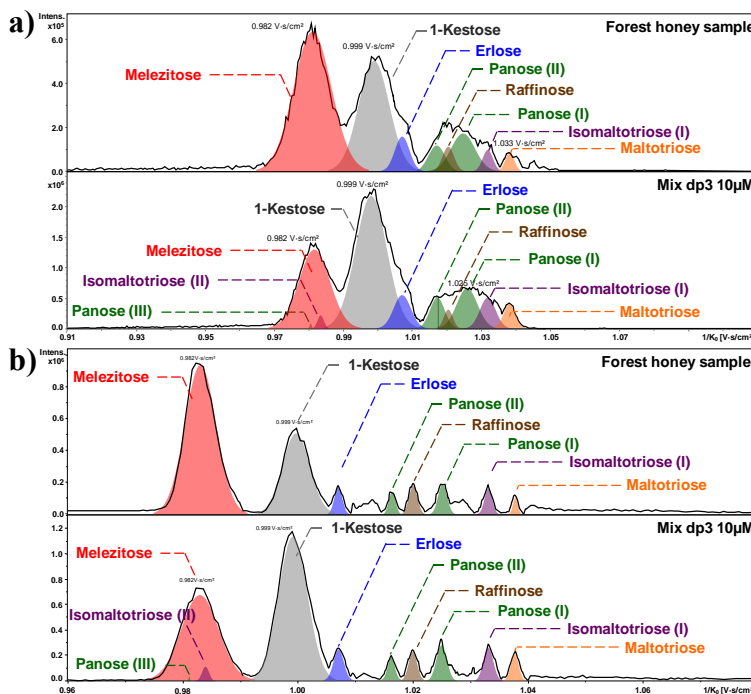 a)
Intens.
x10⁵
0.982 V-s/cm²
Forest honey sample
1-Kestose
0.999 V-s/cm²
Erlose
Melezitose
Panose (II)
Raffinose
Panose (I)
Isomaltotriose (I)
1.033 V-s/cm²
Maltotriose
6.0
4.0
2.0
0.0
x10⁶
0.999 V-s/cm²
Mix dp3 10µM
Erlose
1-Kestose
Panose (II)
Raffinose
0.982 V-s/cm²
Melezitose
Panose (I)
Isomaltotriose (II)
1.025 V-s/cm²
Isomaltotriose (I)
Panose (III)
Maltotriose
2.0
1.5
1.0
0.5
0.0
0.91 0.93 0.95 0.97 0.99 1.01 1.03 1.05 1.07 1/K₀ [V-s/cm²]
b)
Intens.
0.982V-s/cm²
Forest honey sample
Melezitose
1-Kestose
Erlose
0.999 V-s/cm²
Panose (II)
Raffinose
Panose (I)
Isomaltotriose (I)
Maltotriose
0.8
0.6
0.4
0.2
0.0
1.2
0.999 V-s/cm²
1-Kestose
Mix dp3 10µM
Melezitose
0.982V-s/cm²
Erlose
Panose (II)
Isomaltotriose (II)
Raffinose
Panose (I)
Isomaltotriose (I)
Panose (III)
Maltotriose
1.0
0.8
0.6
0.4
0.2
0.0
0.96 0.98 1.00 1.02 1.04 1.06 1/K₀ [V-s/cm²]